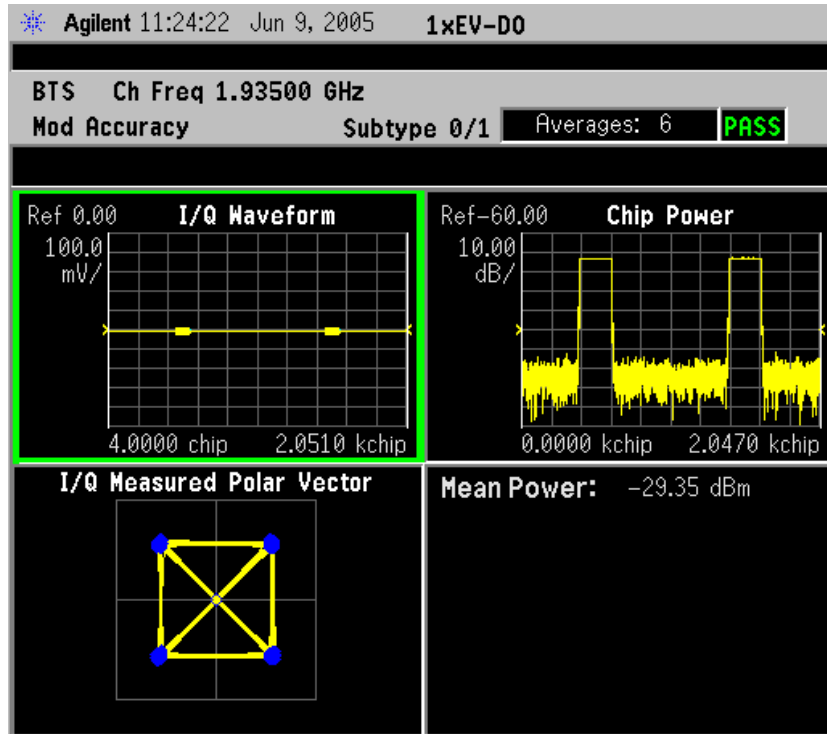 Agilent 11:24:22 Jun 9, 2005 1xEV-DO
BTS Ch Freq 1.93500 GHz
Mod Accuracy Subtype 0/1 Averages: 6 PASS
Ref 0.00 I/Q Waveform
100.0
mV/
4.0000 chip 2.0510 kchip
Ref-60.00 Chip Power
10.00
dB/
0.0000 kchip 2.0470 kchip
I/Q Measured Polar Vector
Mean Power: -29.35 dBm